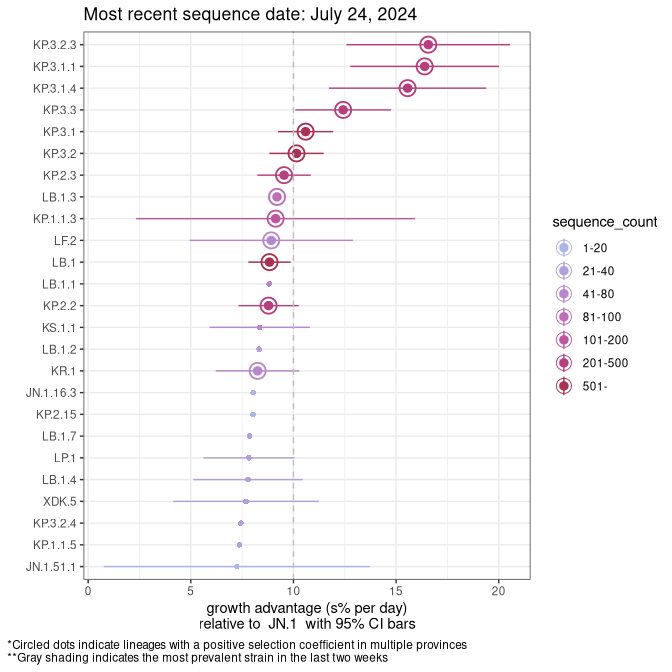 Most recent sequence date: July 24, 2024
KP.3.2.3
KP.3.1.1
KP.3.1.4
KP.3.3
KP.3.1
KP.3.2
KP.2.3
LB.1.3
KP.1.1.3
LF.2
LB.1
LB.1.1
KP.2.2
KS.1.1
LB.1.2
KR.1
JN.1.16.3
KP.2.15
LB.1.7
LP.1
LB.1.4
XDK.5
KP.3.2.4
KP.1.1.5
JN.1.51.1
0 5 10 15 20
growth advantage (s% per day)
relative to JN.1 with 95% CI bars
sequence_count
1-20
21-40
41-80
81-100
101-200
201-500
501-
*Circled dots indicate lineages with a positive selection coefficient in multiple provinces
**Gray shading indicates the most prevalent strain in the last two weeks